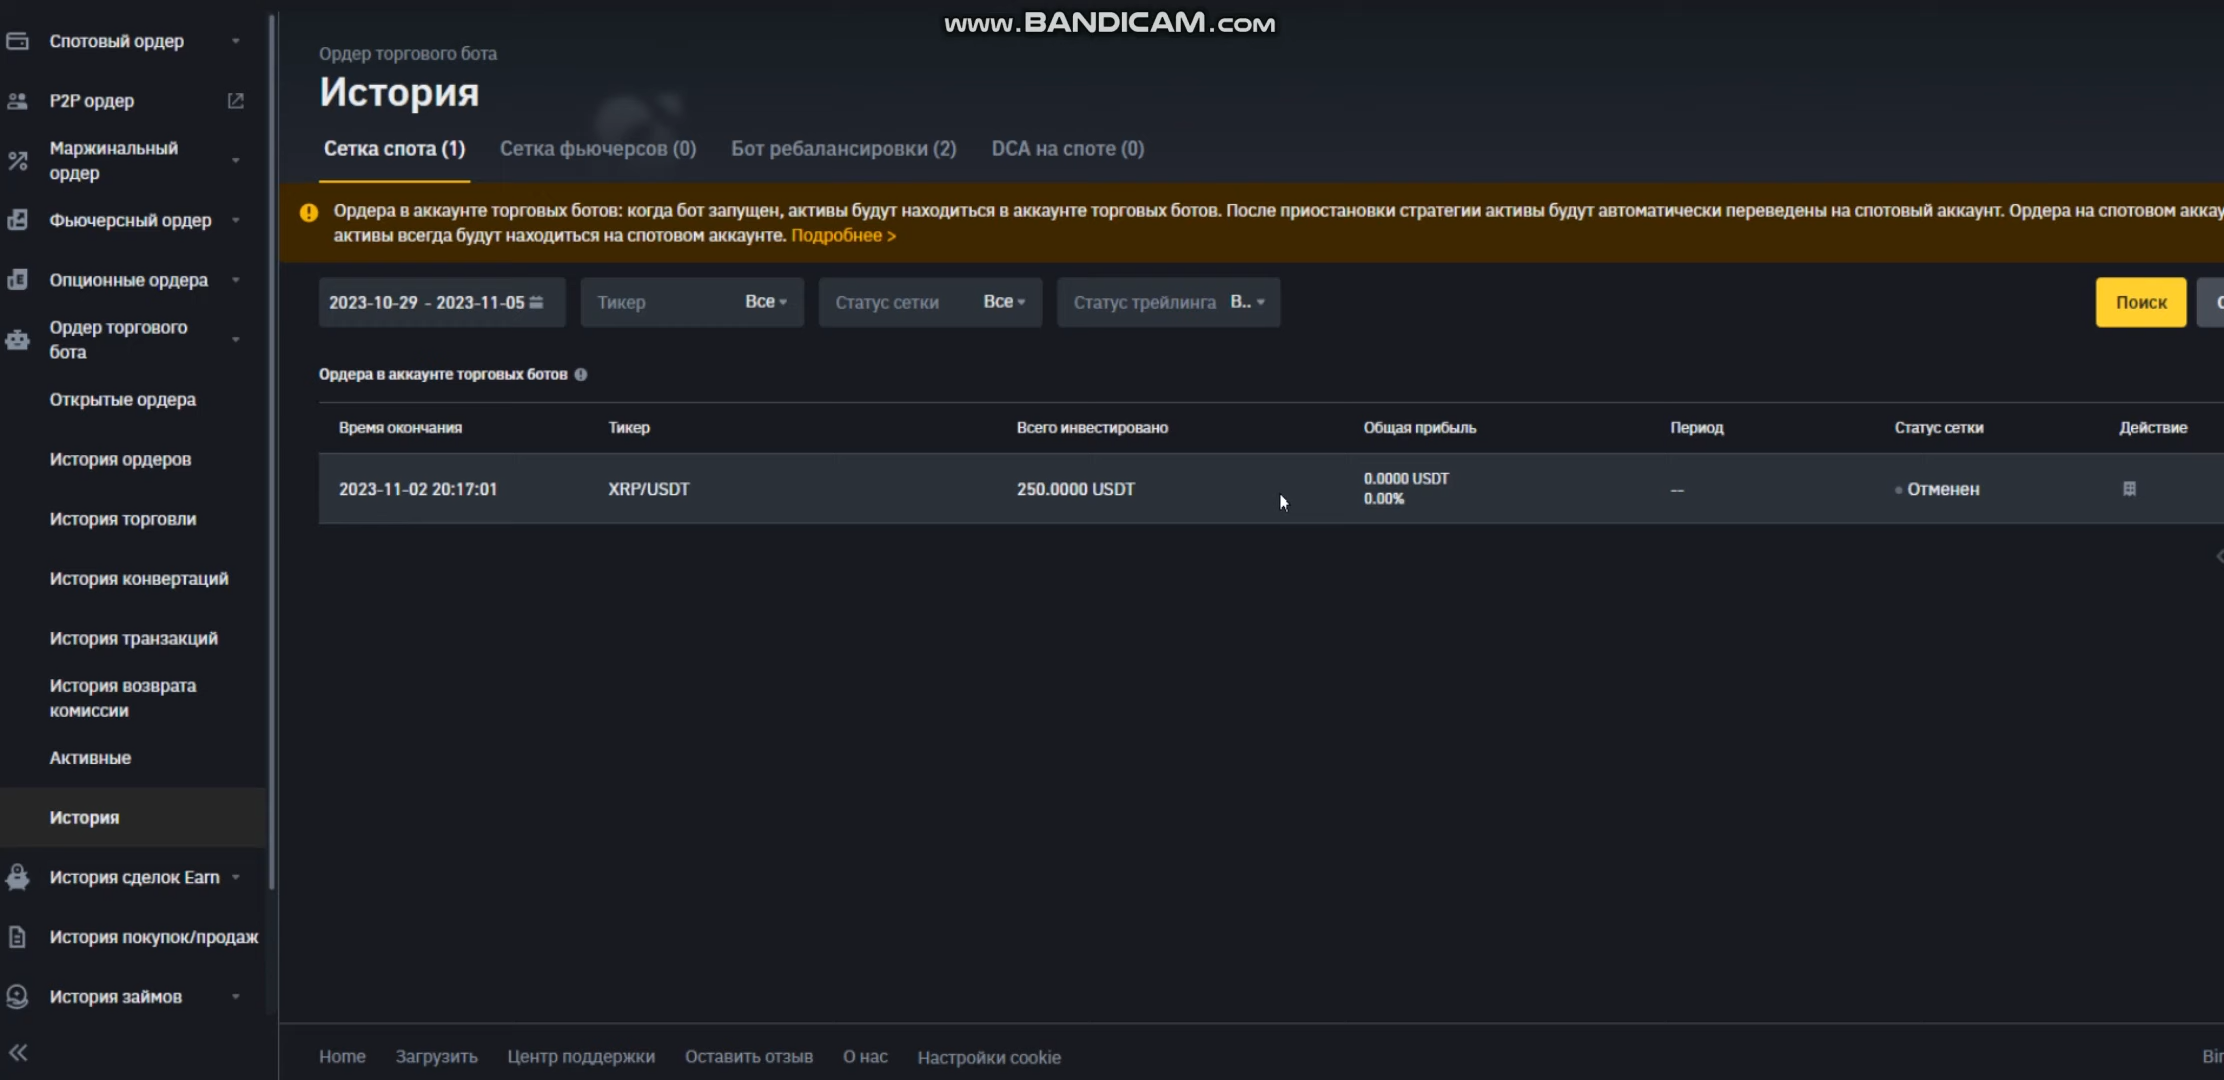 www.BANDICAM.com
Спотовый ордер
P2P ордер
Маржинальный
ордер
Фьючерсный ордер
Опционные ордера
Ордер торгового
бота
Открытые ордера
История ордеров
История торговли
История конвертаций
История транзакций
История возврата
комиссии
Активные
История
История сделок Earn
История покупок/продаж
История займов
Ордер торгового бота
История
Сетка спота (1) Сетка фьючерсов (0) Бот ребалансировки (2) DCA на споте (0)
Ордера в аккаунте торговых ботов: когда бот запущен, активы будут находиться в аккаунте торговых ботов. После приостановки стратегии активы будут автоматически переведены на спотовый аккаунт. Ордера на спотовом аккау
активы всегда будут находиться на спотовом аккаунте. Подробнее >
2023-10-29 - 2023-11-05 Тикер Все Статус сетки Все Статус трейлинга В.. Поиск
Ордера в аккаунте торговых ботов
Время окончания Тикер Всего инвестировано Общая прибыль Период Статус сетки Действие
2023-11-02 20:17:01 XRP/USDT 250.0000 USDT 0.0000 USDT -- Отменен
0.00%
Home Загрузить Центр поддержки Оставить отзыв О нас Настройки cookie